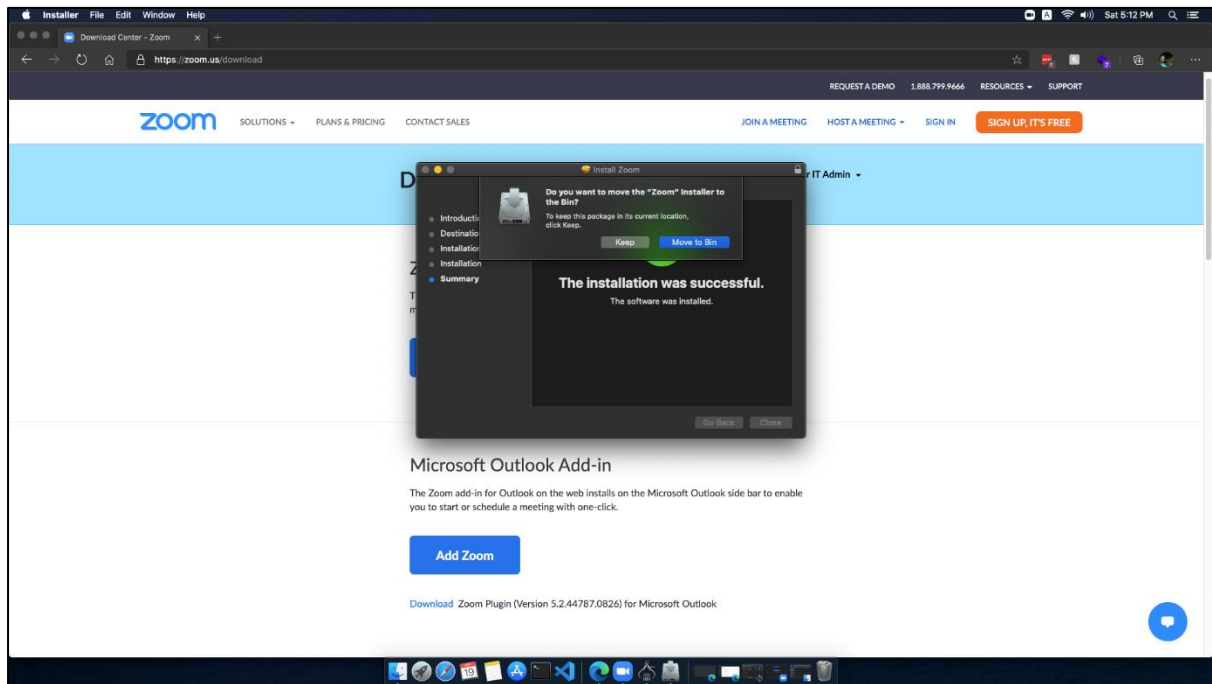 Installer File Edit Window Help
Sat 5:12 PM
Download Center - Zoom
https://zoom.us/download
REQUEST A DEMO 1.888.799.9666 RESOURCES SUPPORT
zoom SOLUTIONS PLANS & PRICING CONTACT SALES JOIN A MEETING HOST A MEETING SIGN IN SIGN UP, IT'S FREE
D
r IT Admin
Install Zoom
Do you want to move the “Zoom” Installer to
the Bin?
To keep this package in its current location,
click Keep.
Keep Move to Bin
Introducti
Destinatio
Installation
Installation
Summary
The installation was successful.
The software was installed.
Go Back Close
Microsoft Outlook Add-in
The Zoom add-in for Outlook on the web installs on the Microsoft Outlook side bar to enable
you to start or schedule a meeting with one-click.
Add Zoom
Download Zoom Plugin (Version 5.2.44787.0826) for Microsoft Outlook
19